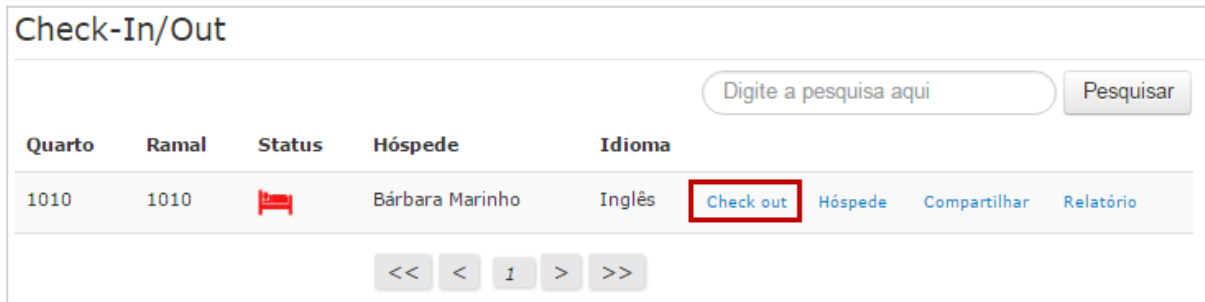 Check-In/Out
Digite a pesquisa aqui Pesquisar
Quarto Ramal Status Hóspede Idioma
1010 1010 Bárbara Marinho Inglês Check out Hóspede Compartilhar Relatório
<< < 1 > >>